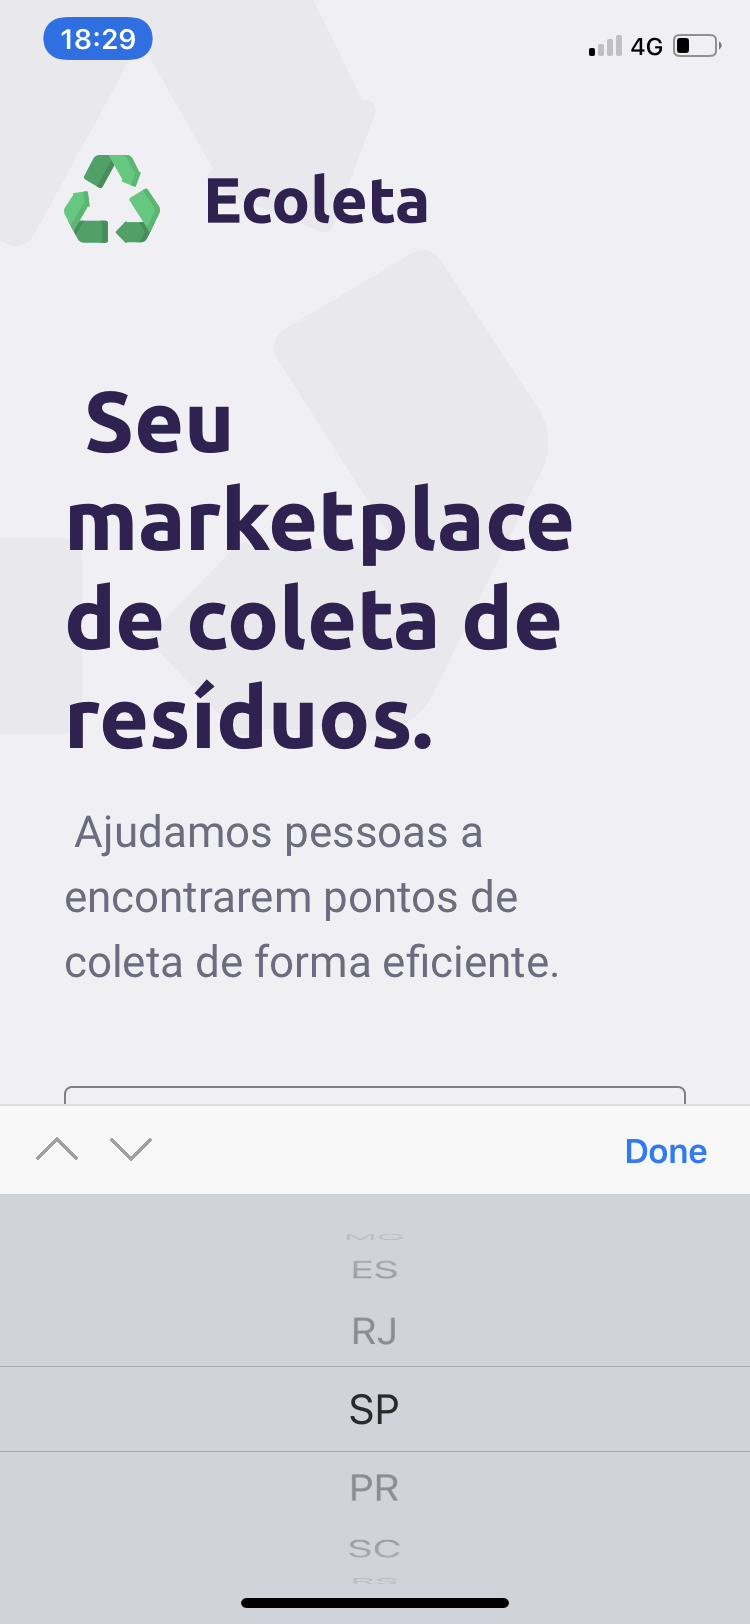 18:29
4G
Ecoleta
Seu
marketplace
de coleta de
resíduos.
Ajudamos pessoas a
encontrarem pontos de
coleta de forma eficiente.
Done
MG
ES
RJ
SP
PR
SC
RS